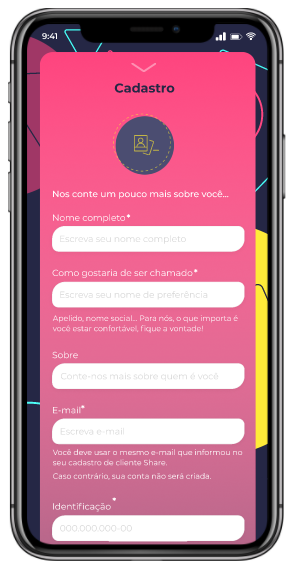 9:41
Cadastro
Nos conte um pouco mais sobre você...
Nome completo*
Escreva seu nome completo
Como gostaria de ser chamado*
Escreva seu nome de preferência
Apelido, nome social... Para nós, o que importa é
você estar confortável, fique a vontade!
Sobre
Conte-nos mais sobre quem é você
E-mail*
Escreva e-mail
Você deve usar o mesmo e-mail que informou no
seu cadastro de cliente Share.
Caso contrário, sua conta não será criada.
Identificação*
000.000.000-00